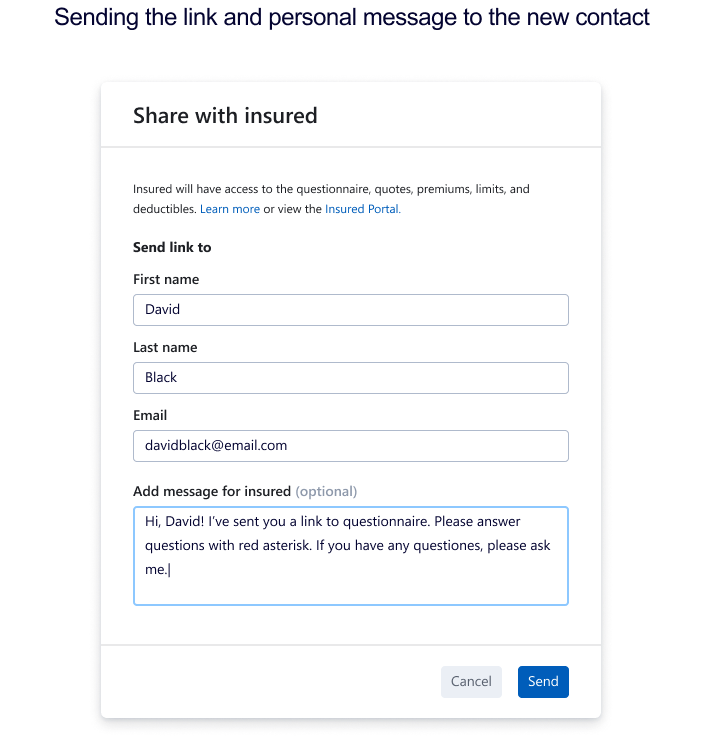 Sending the link and personal message to the new contact
Share with insured
Insured will have access to the questionnaire, quotes, premiums, limits, and
deductibles. Learn more or view the Insured Portal.
Send link to
First name
David
Last name
Black
Email
davidblack@email.com
Add message for insured (optional)
Hi, David! I've sent you a link to questionnaire. Please answer
questions with red asterisk. If you have any questiones, please ask
me.
Cancel
Send